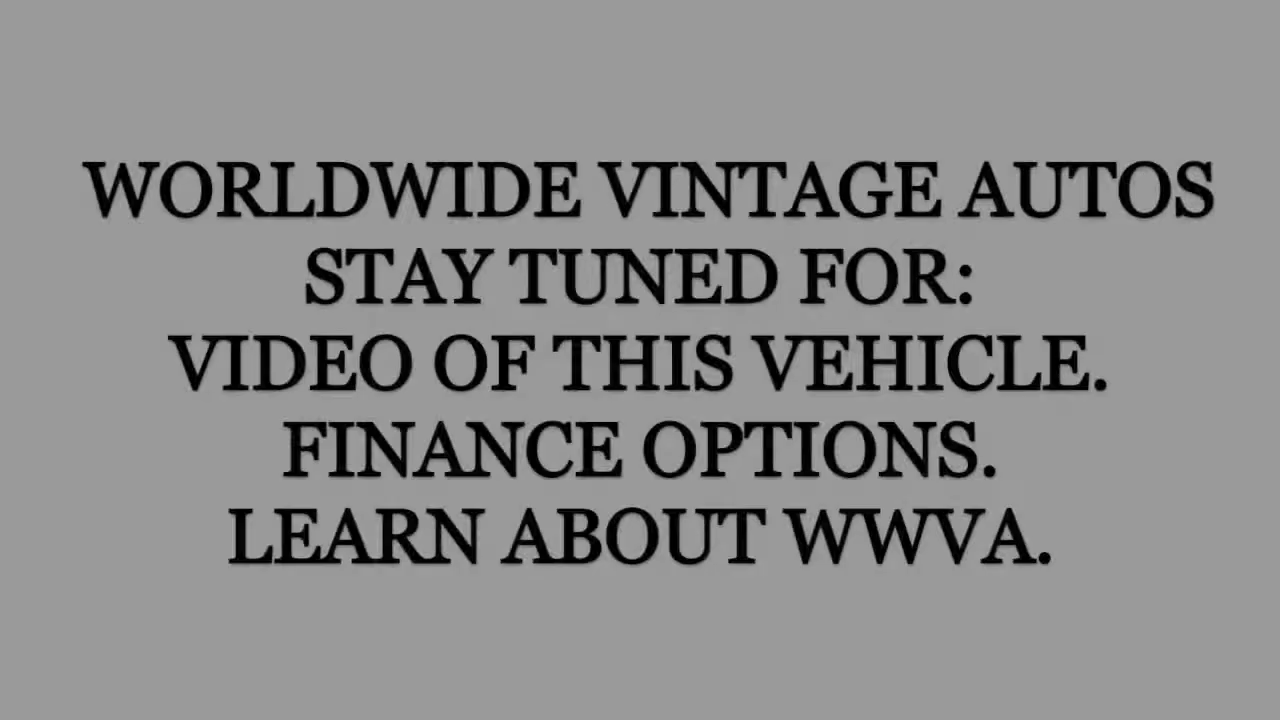 WORLDWIDE VINTAGE AUTOS
STAY TUNED FOR:
VIDEO OF THIS VEHICLE.
FINANCE OPTIONS.
LEARN ABOUT WWVA.